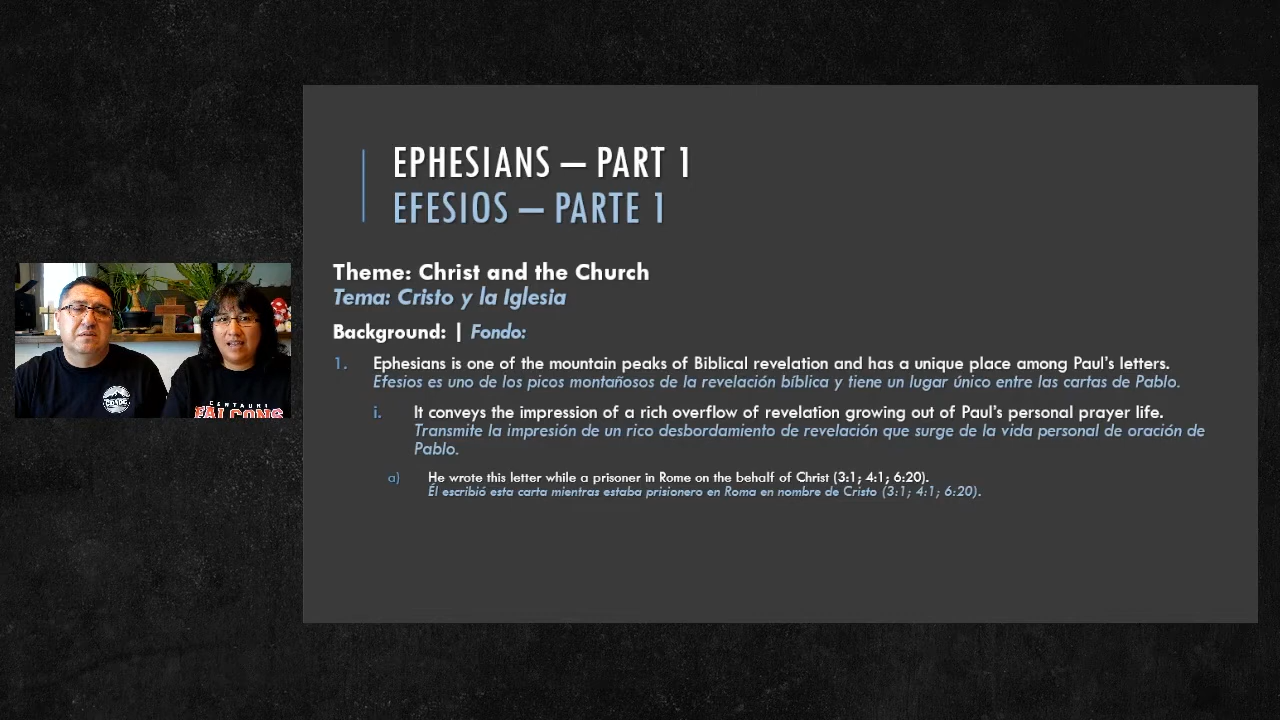 EPHESIANS – PART 1
EFESIOS – PARTE 1
Theme: Christ and the Church
Tema: Cristo y la Iglesia
Background: | Fondo:
1. Ephesians is one of the mountain peaks of Biblical revelation and has a unique place among Paul's letters.
Efesios es uno de los picos montañosos de la revelación bíblica y tiene un lugar único entre las cartas de Pablo.
i. It conveys the impression of a rich overflow of revelation growing out of Paul's personal prayer life.
Transmite la impresión de un rico desbordamiento de revelación que surge de la vida personal de oración de
Pablo.
a) He wrote this letter while a prisoner in Rome on the behalf of Christ (3:1; 4:1; 6:20).
Él escribió esta carta mientras estaba prisionero en Roma en nombre de Cristo (3:1; 4:1; 6:20).
CENTAURI
FALCONS